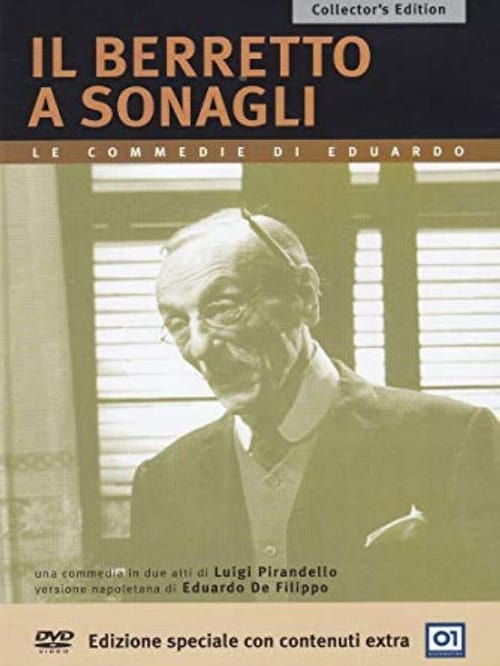 Collector's Edition
IL BERRETTO
A SONAGLI
LE COMMEDIE DI EDUARDO
una commedia in due atti di Luigi Pirandello
versione napoletana di Eduardo De Filippo
DVD
VIDEO
Edizione speciale con contenuti extra
01